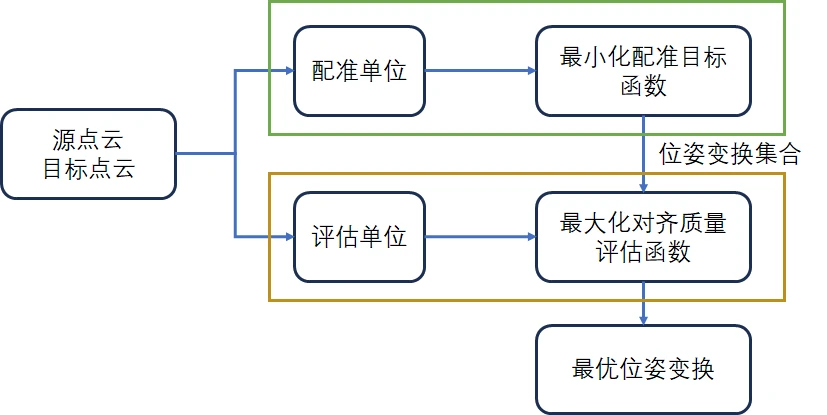 配准单位
最小化配准目标
函数
源点云
目标点云
位姿变换集合
评估单位
最大化对齐质量
评估函数
最优位姿变换